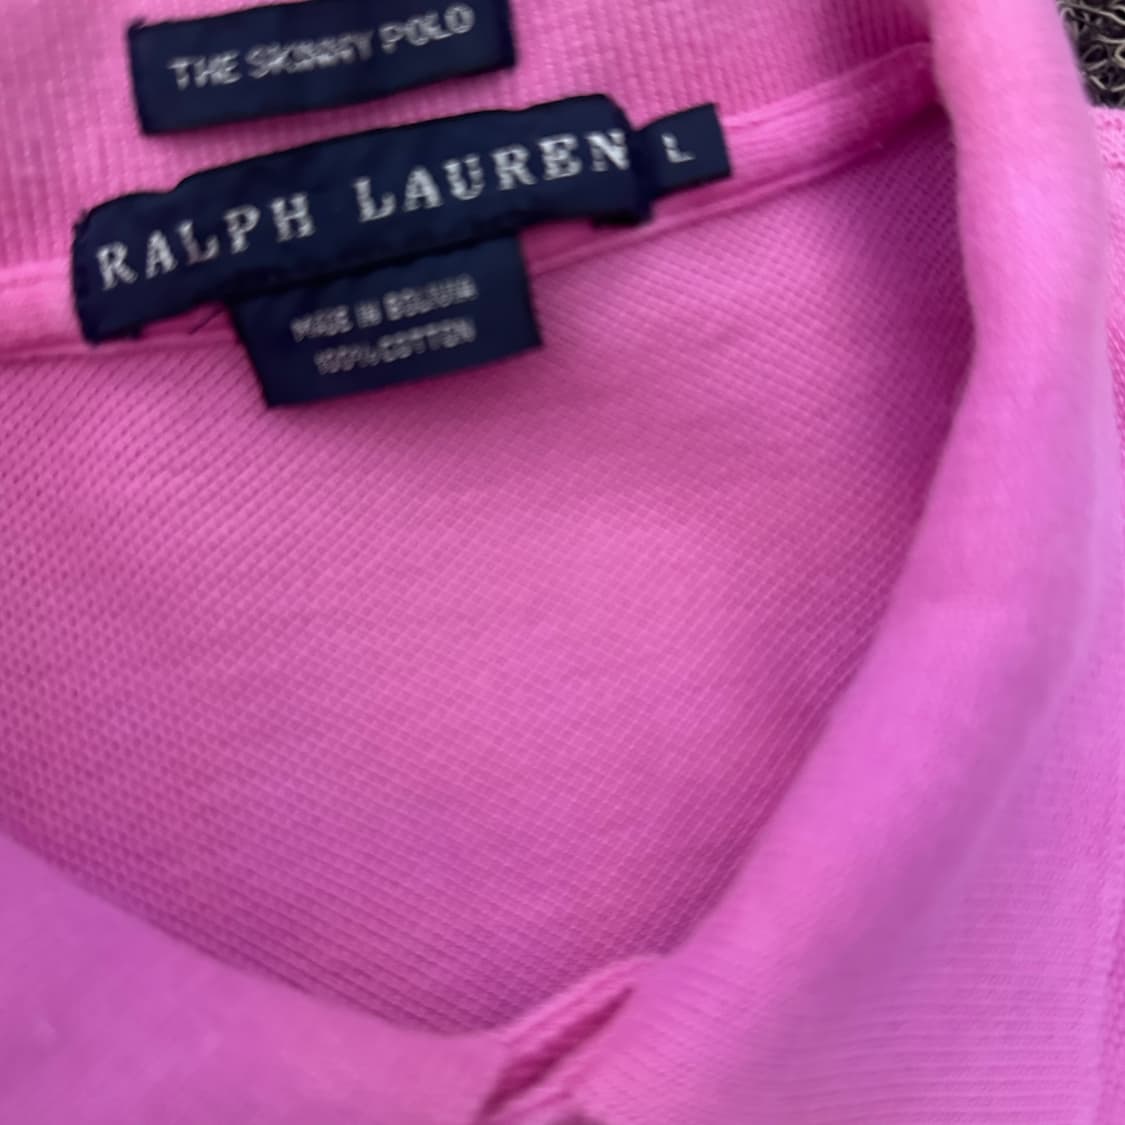 THE SKINNY POLO
RALPH LAUREN
L
MADE IN BOLIVIA
100% COTTON